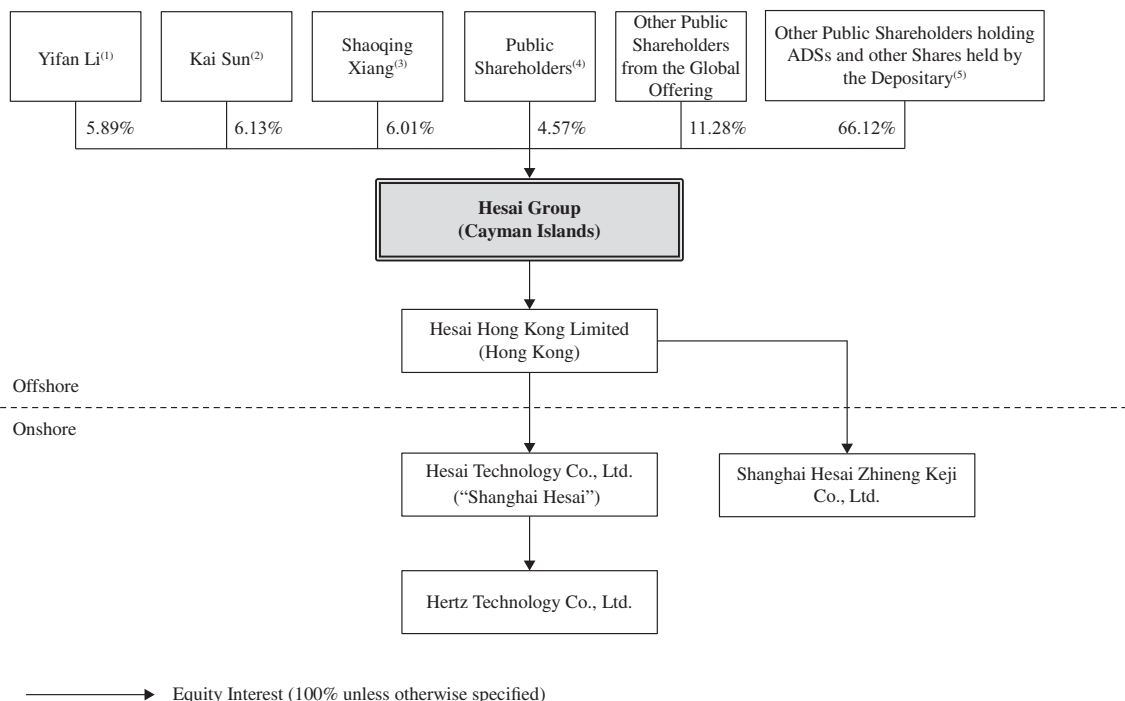 Yifan Li(1)
Kai Sun(2)
Shaoqing
Xiang(3)
Public
Shareholders(4)
Other Public
Shareholders
from the Global
Offering
Other Public Shareholders holding
ADSs and other Shares held by
the Depositary(5)
5.89%
6.13%
6.01%
4.57%
11.28%
66.12%
Hesai Group
(Cayman Islands)
Hesai Hong Kong Limited
(Hong Kong)
Offshore
Onshore
Hesai Technology Co., Ltd.
(“Shanghai Hesai”)
Shanghai Hesai Zhineng Keji
Co., Ltd.
Hertz Technology Co., Ltd.
Equity Interest (100% unless otherwise specified)